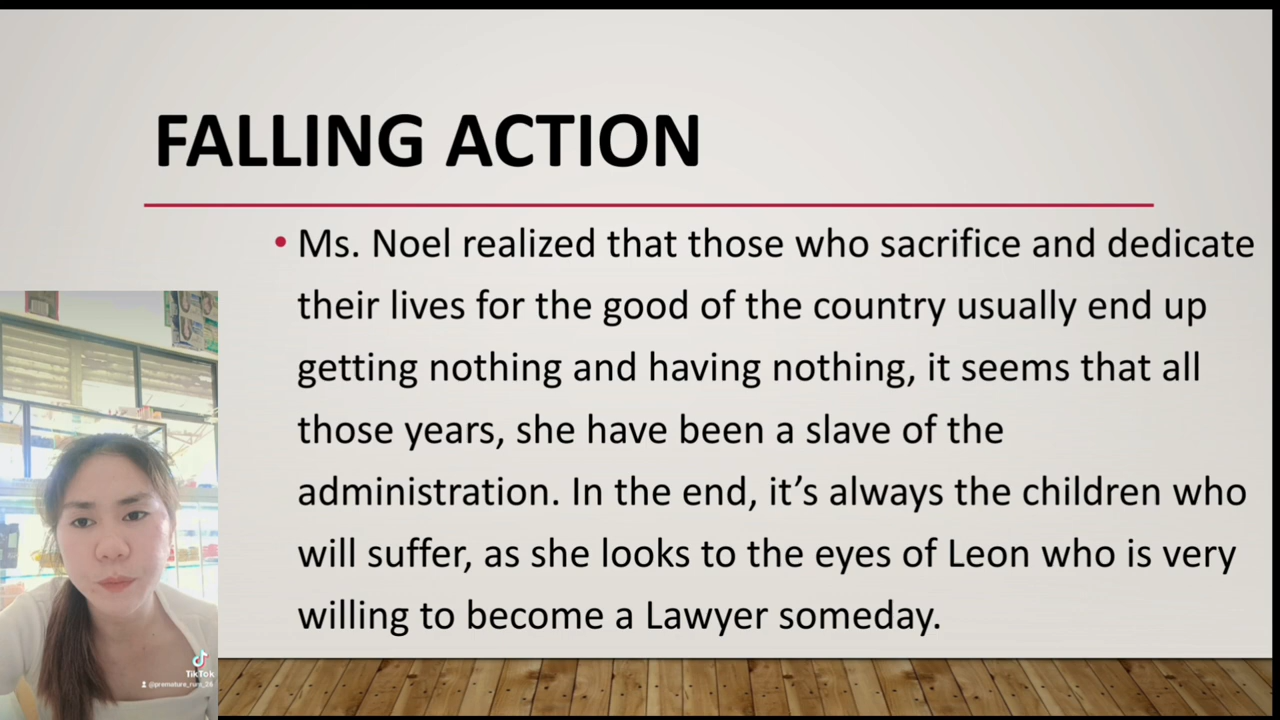 FALLING ACTION
• Ms. Noel realized that those who sacrifice and dedicate
their lives for the good of the country usually end up
getting nothing and having nothing, it seems that all
those years, she have been a slave of the
administration. In the end, it's always the children who
will suffer, as she looks to the eyes of Leon who is very
willing to become a Lawyer someday.
TikTok